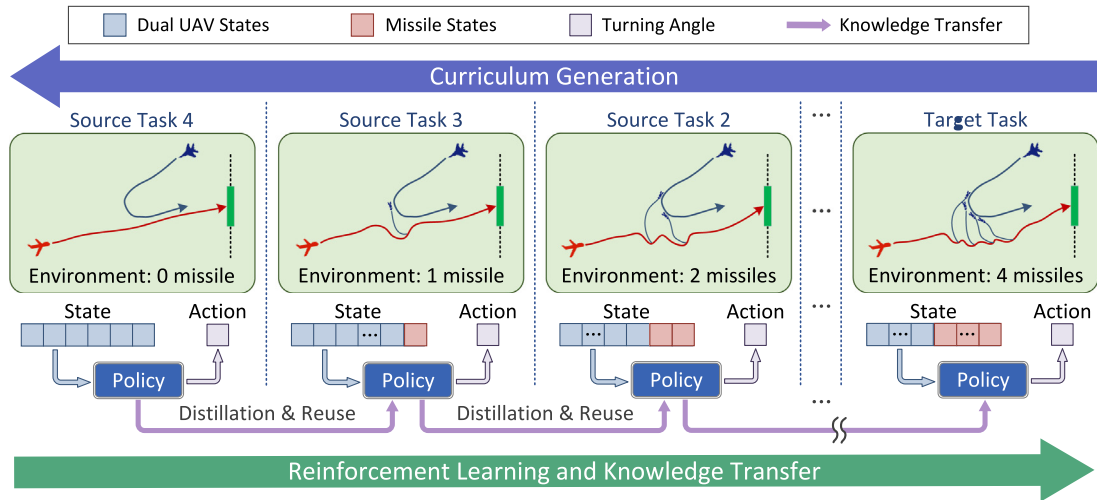 Dual UAV States
Missile States
Turning Angle
Knowledge Transfer
Curriculum Generation
Source Task 4
Source Task 3
Source Task 2
...
Target Task
Environment: 0 missile
Environment: 1 missile
Environment: 2 missiles
...
Environment: 4 missiles
State
Action
State
Action
State
Action
...
State
Action
...
...
...
...
Policy
Policy
Policy
Policy
...
Distillation & Reuse
Distillation & Reuse
Reinforcement Learning and Knowledge Transfer